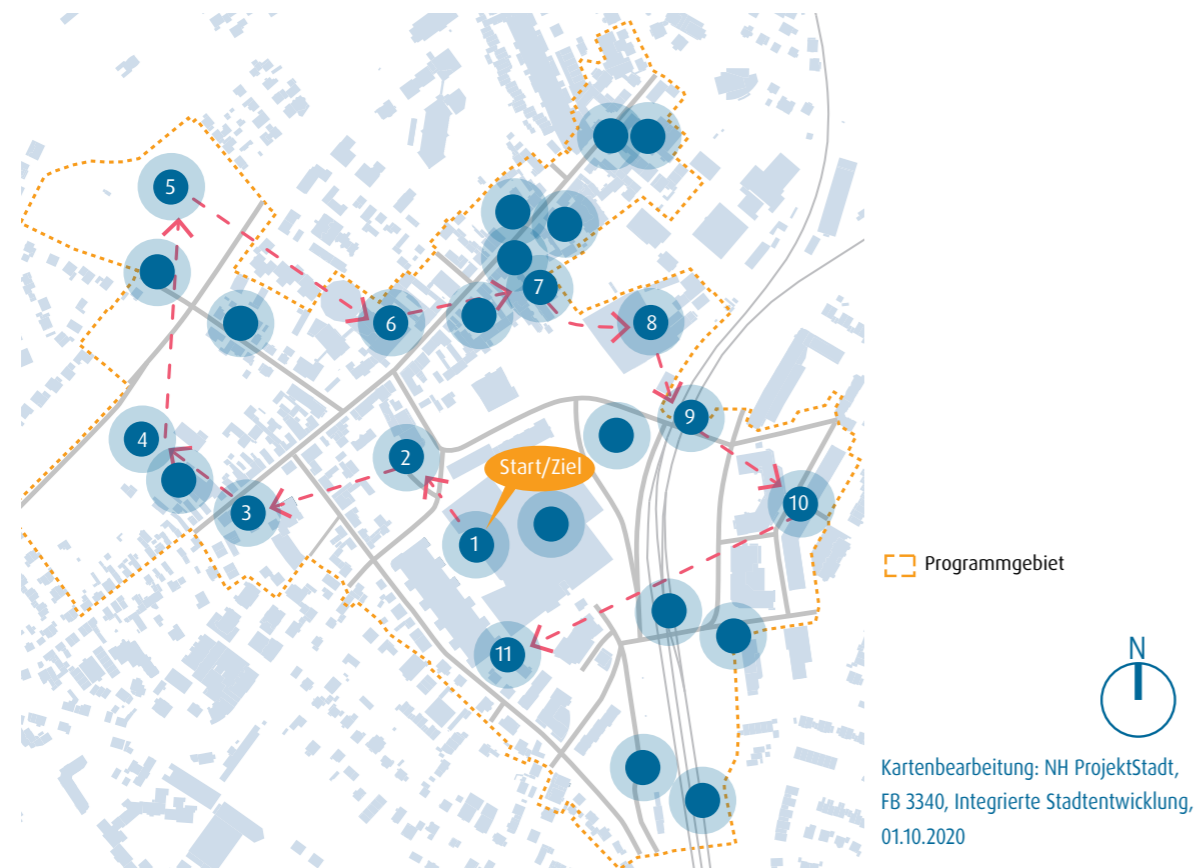 5
7
6
8
9
4
2
Start/Ziel
3
10
1
Programmgebiet
11
N
Kartenbearbeitung: NH ProjektStadt,
FB 3340, Integrierte Stadtentwicklung,
01.10.2020